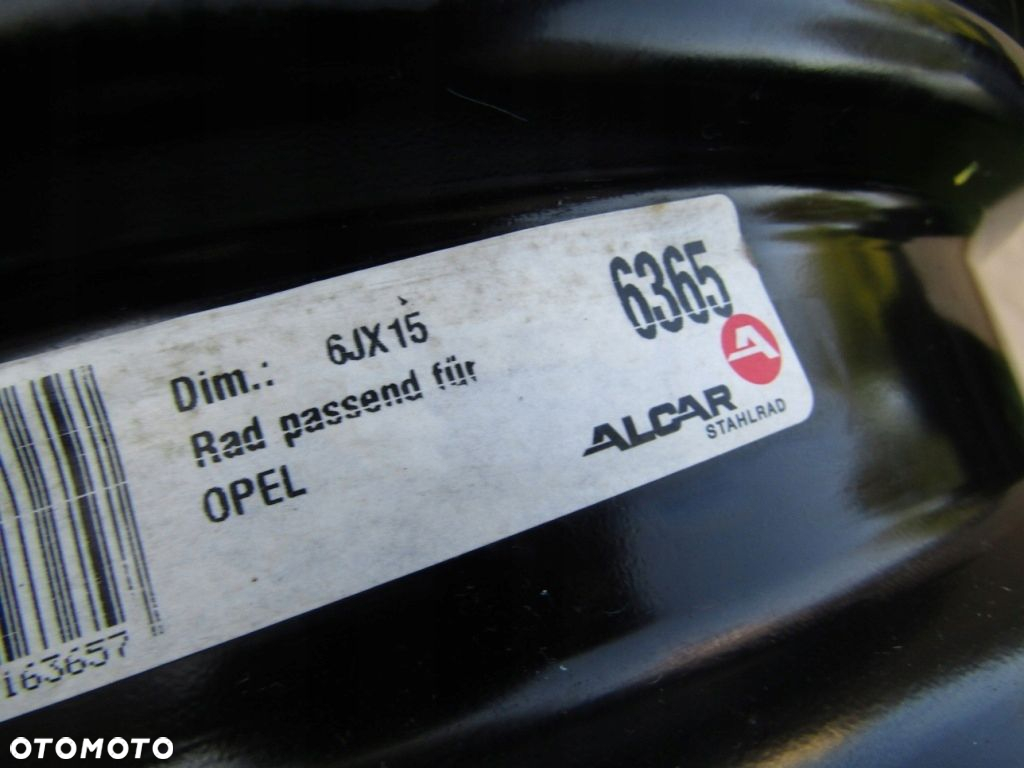 Dim.: 6JX15
Rad passend für
OPEL
6365
ALCAR
STAHLRAD
163657
OTOMOTO